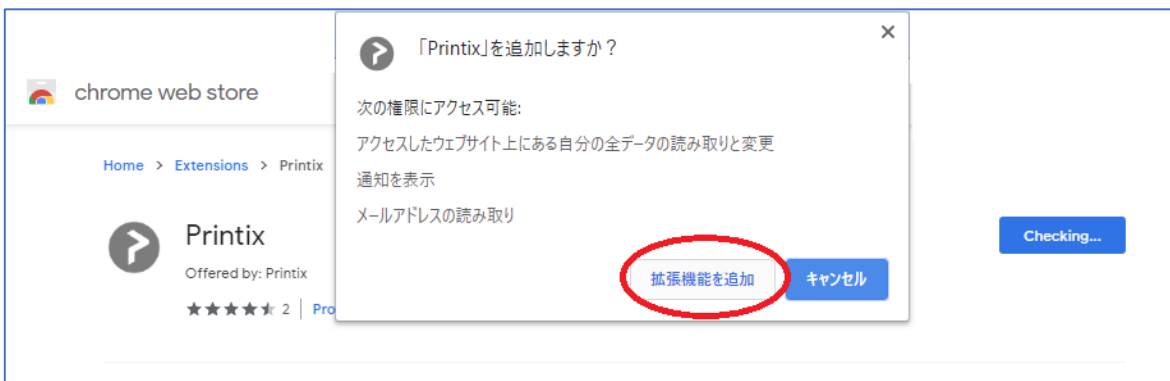 「Printix」を追加しますか？
chrome web store
次の権限にアクセス可能:
アクセスしたウェブサイト上にある自分の全データの読み取りと変更
通知を表示
メールアドレスの読み取り
Home > Extensions > Printix
Printix
Checking...
Offered by: Printix
拡張機能を追加 キャンセル
2 | Pro